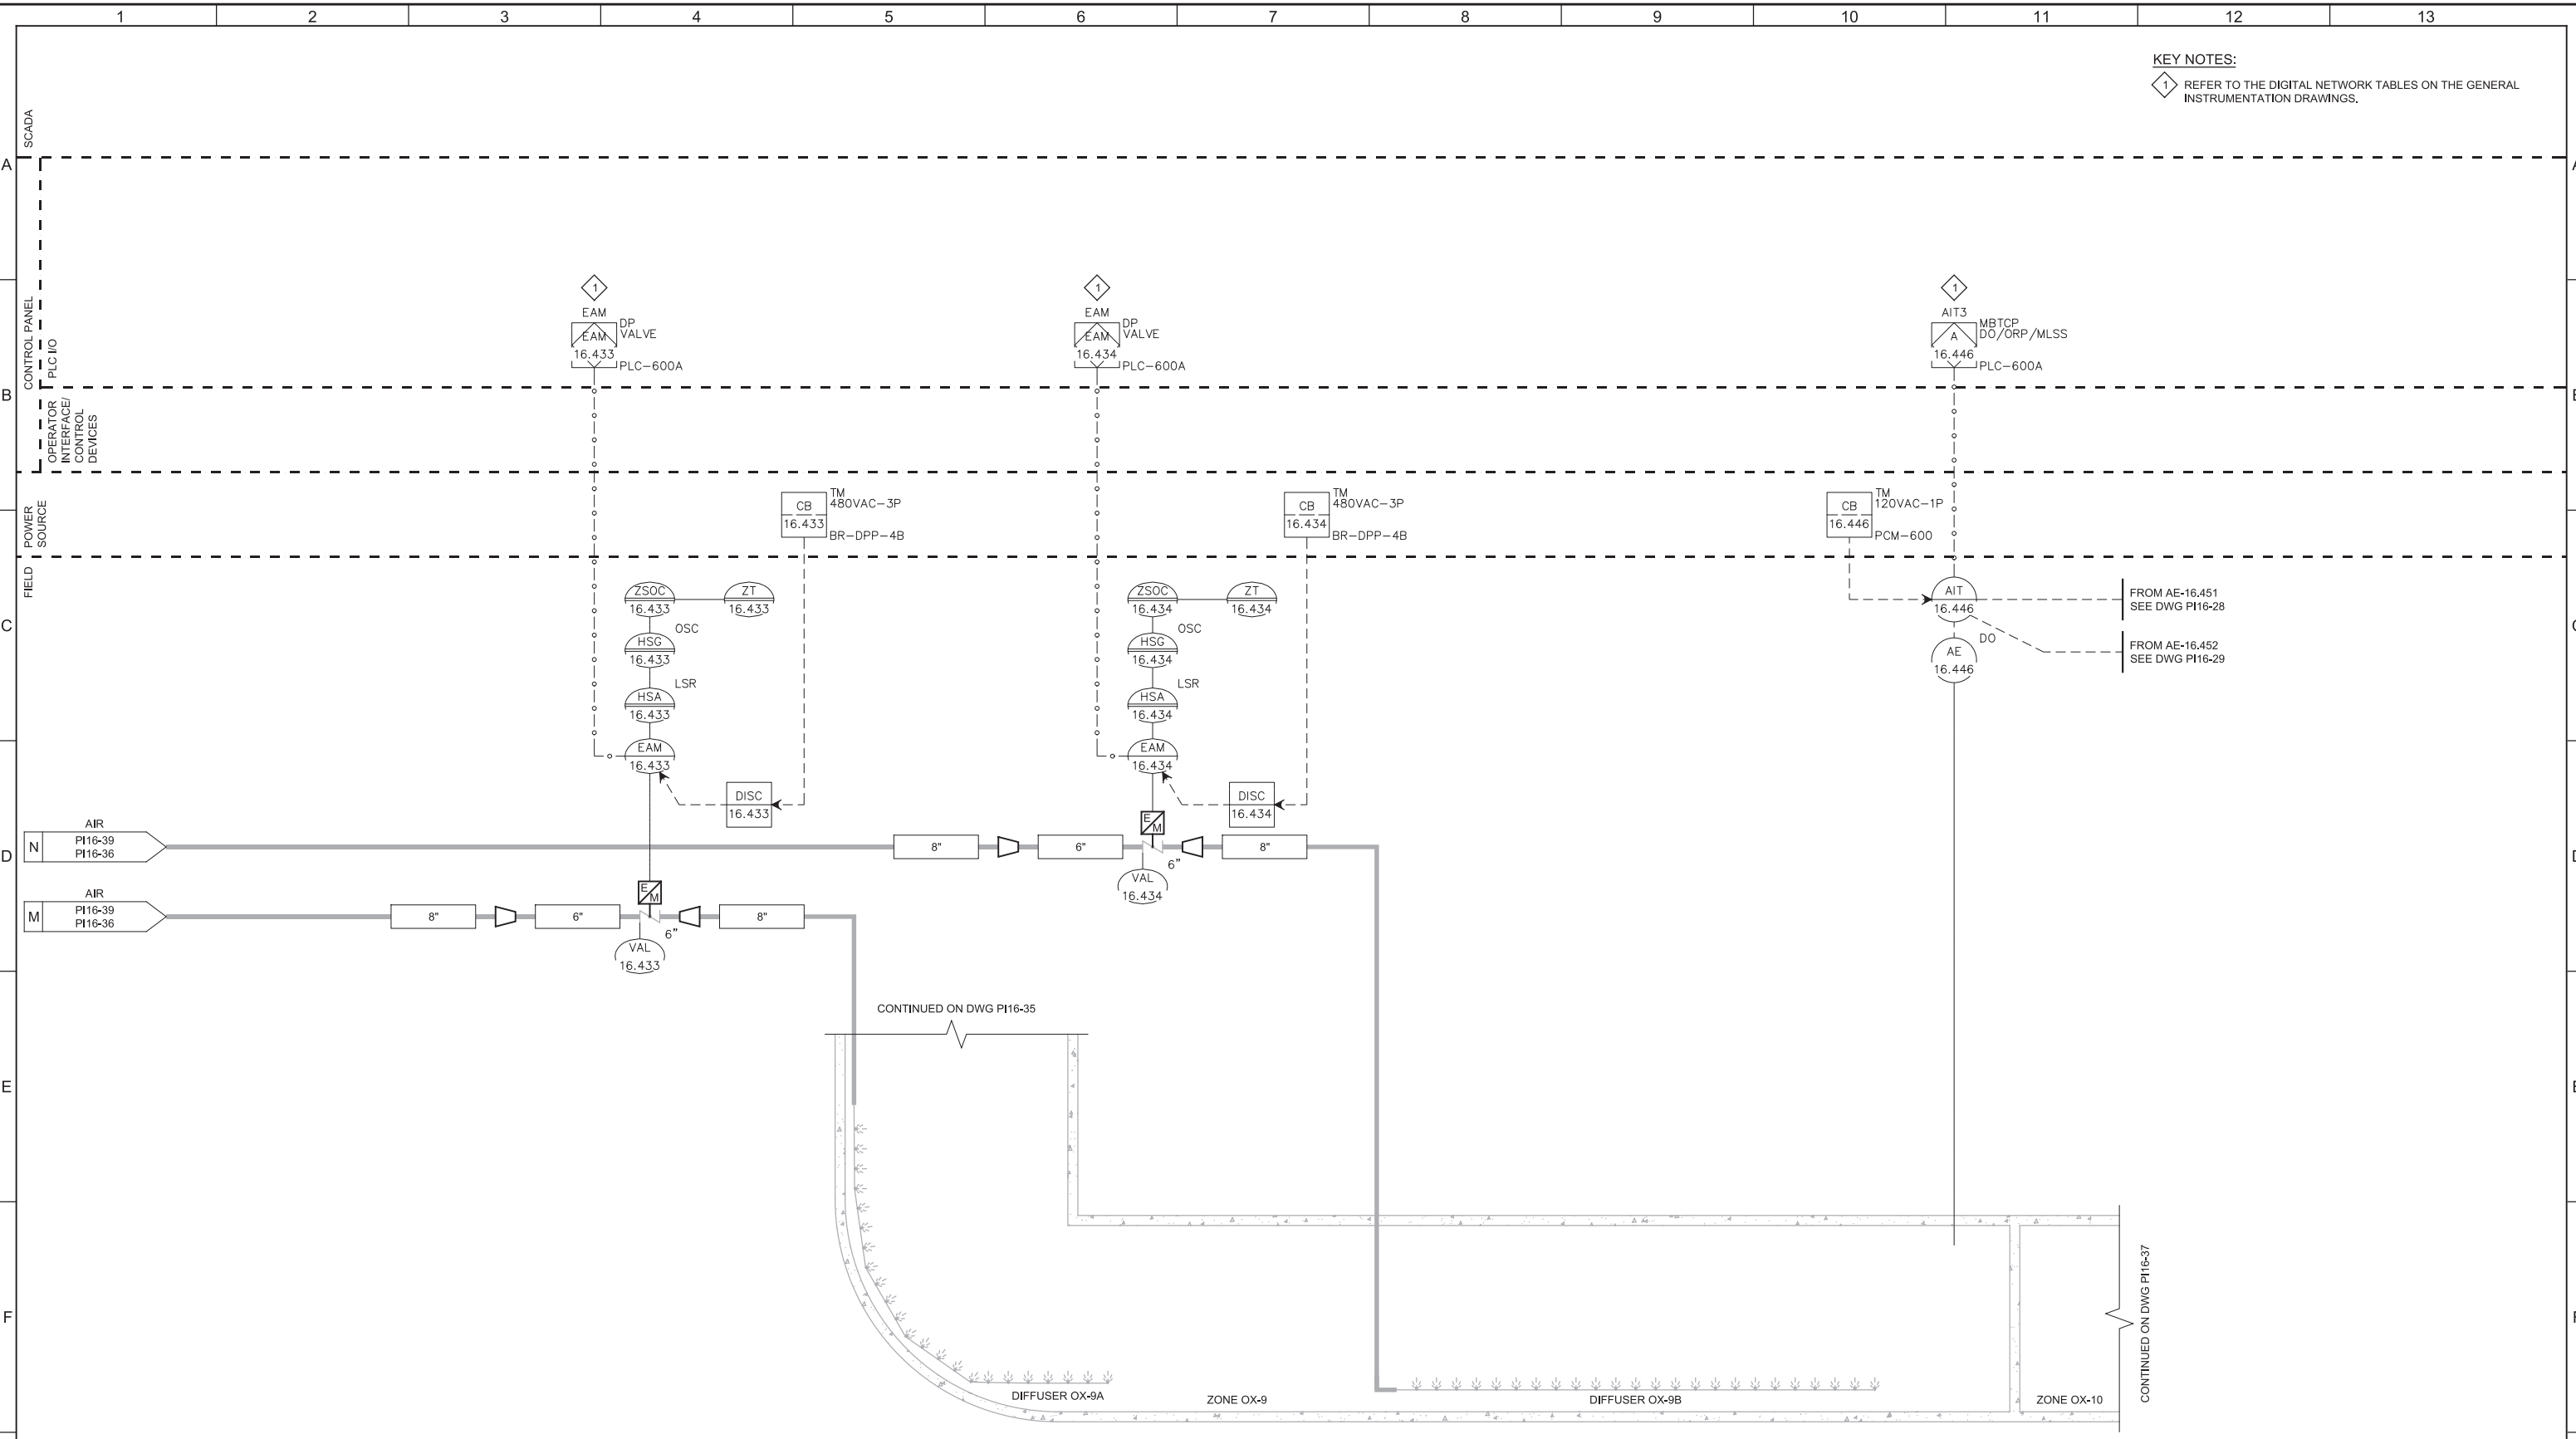 1 2 3 4 5 6 7 8 9 10 11 12 13
KEY NOTES:
1 REFER TO THE DIGITAL NETWORK TABLES ON THE GENERAL
INSTRUMENTATION DRAWINGS.
SCADA
A
CONTROL PANEL
PLC I/O
B
OPERATOR
INTERFACE/
CONTROL
DEVICES
POWER
SOURCE
FIELD
C
D
E
F
1
EAM
EAM
16.433
DP
VALVE
PLC-600A
1
EAM
EAM
16.434
DP
VALVE
PLC-600A
1
AIT3
A
16.446
MBTCP
DO/ORP/MLSS
PLC-600A
CB
16.433
TM
480VAC-3P
BR-DPP-4B
CB
16.434
TM
480VAC-3P
BR-DPP-4B
CB
16.446
TM
120VAC-1P
PCM-600
ZSOC
16.433
ZT
16.433
OSC
HSG
16.433
LSR
HSA
16.433
EAM
16.433
DISC
16.433
ZSOC
16.434
ZT
16.434
OSC
HSG
16.434
LSR
HSA
16.434
EAM
16.434
DISC
16.434
AIT
16.446
DO
AE
16.446
FROM AE-16.451
SEE DWG PI16-28
FROM AE-16.452
SEE DWG PI16-29
AIR
N
PI16-39
PI16-36
8"
6"
E
M
6"
8"
VAL
16.434
AIR
M
PI16-39
PI16-36
8"
6"
E
M
6"
8"
VAL
16.433
CONTINUED ON DWG PI16-35
DIFFUSER OX-9A
ZONE OX-9
DIFFUSER OX-9B
ZONE OX-10
CONTINUED ON DWG PI16-37